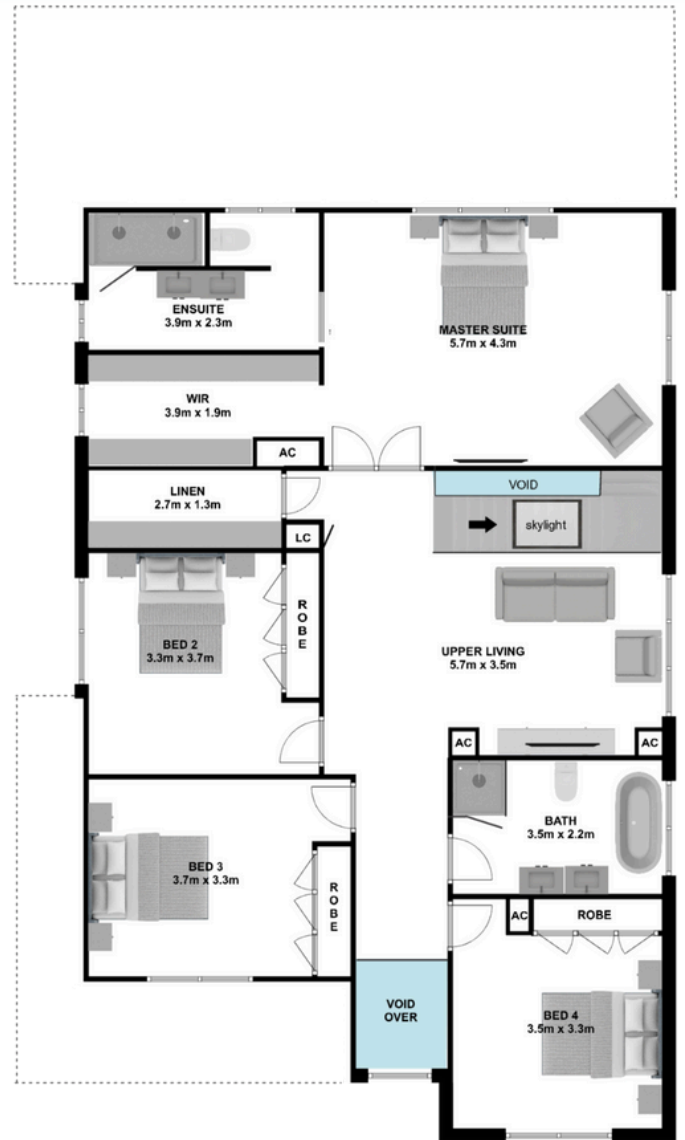 ENSUITE
3.9m x 2.3m
MASTER SUITE
5.7m x 4.3m
WIR
3.9m x 1.9m
AC
LINEN
2.7m x 1.3m
VOID
skylight
LC
ROBE
BED 2
3.3m x 3.7m
UPPER LIVING
5.7m x 3.5m
AC
AC
BATH
3.5m x 2.2m
BED 3
3.7m x 3.3m
ROBE
AC
ROBE
VOID
OVER
BED 4
3.5m x 3.3m